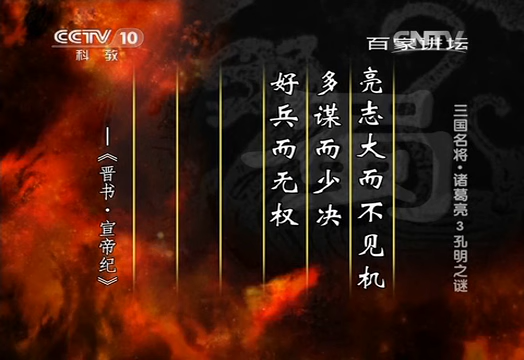 CCTV 10
科教
CNTV
百家讲坛
三国名将·诸葛亮 3 孔明之谜
亮志大而不见机
多谋而少决
好兵而无权
—《晋书·宣帝纪》